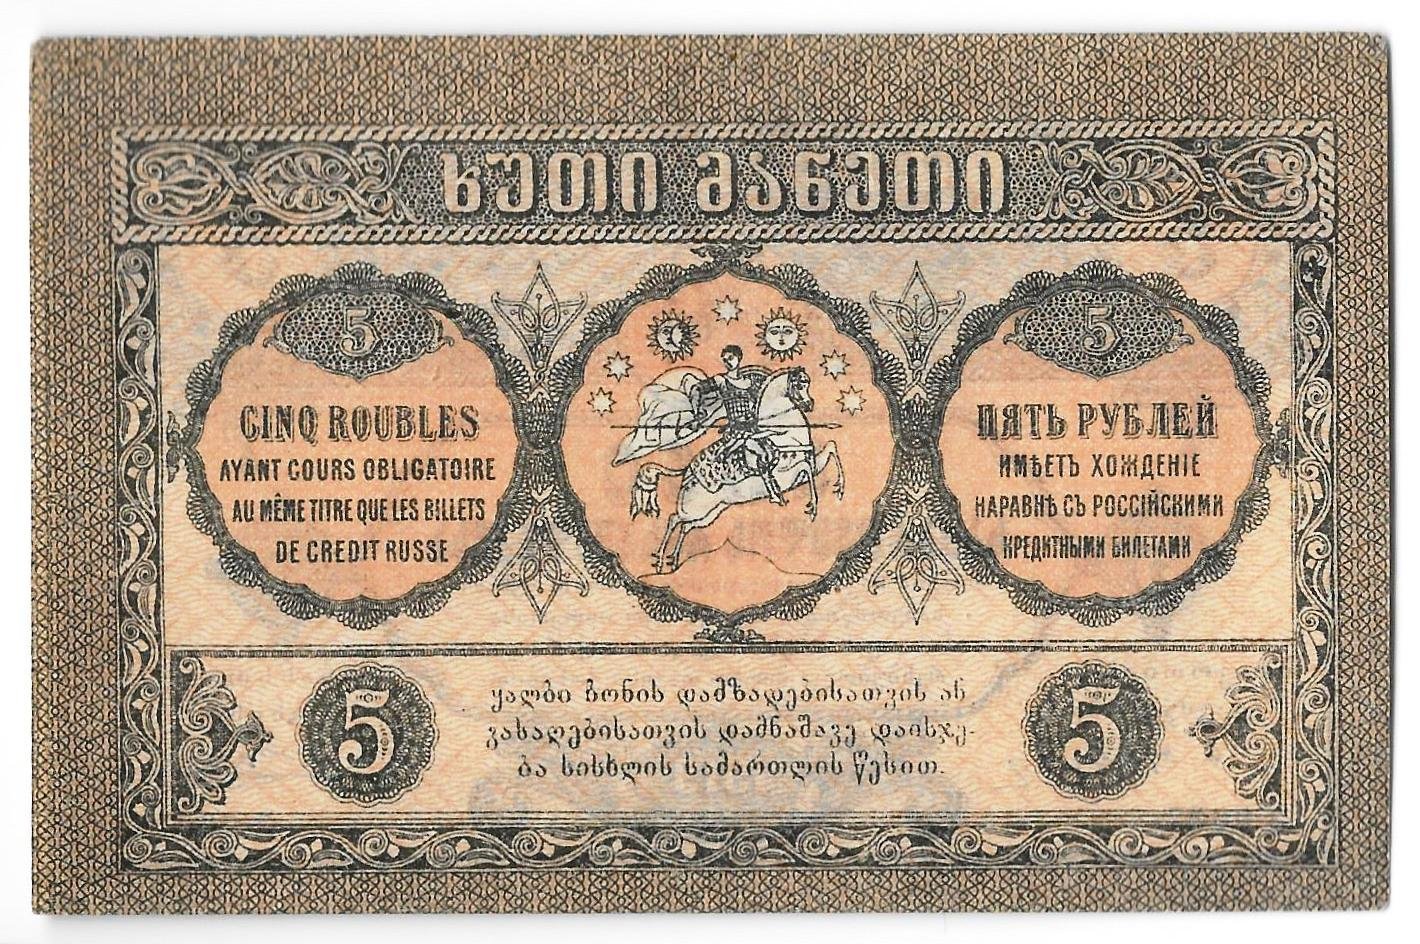 ხუთი მანეთი
5
CINQ ROUBLES
AYANT COURS OBLIGATOIRE
AU MÊME TITRE QUE LES BILLETS
DE CREDIT RUSSE
5
ПЯТЬ РУБЛЕЙ
ИМѢЕТЪ ХОЖДЕНІЕ
НАРАВНѢ СЪ РОССІЙСКИМИ
КРЕДИТНЫМИ БИЛЕТАМИ
5
ყალბი ბონის დამზადებისათვის ან
გასაღებისათვის დამნაშავე დაისჯე-
ბა სისხლის სამართლის წესით.
5